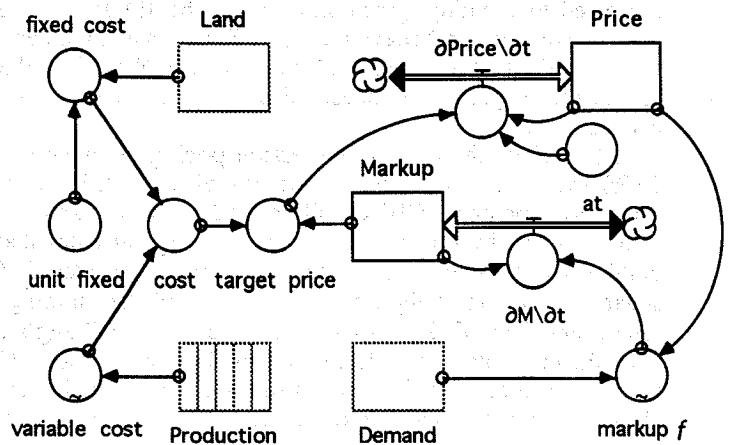 fixed cost
Land
Price
∂Price\∂t
Markup
at
unit fixed cost target price
∂M\∂t
~
~
variable cost
Production
Demand
markup f